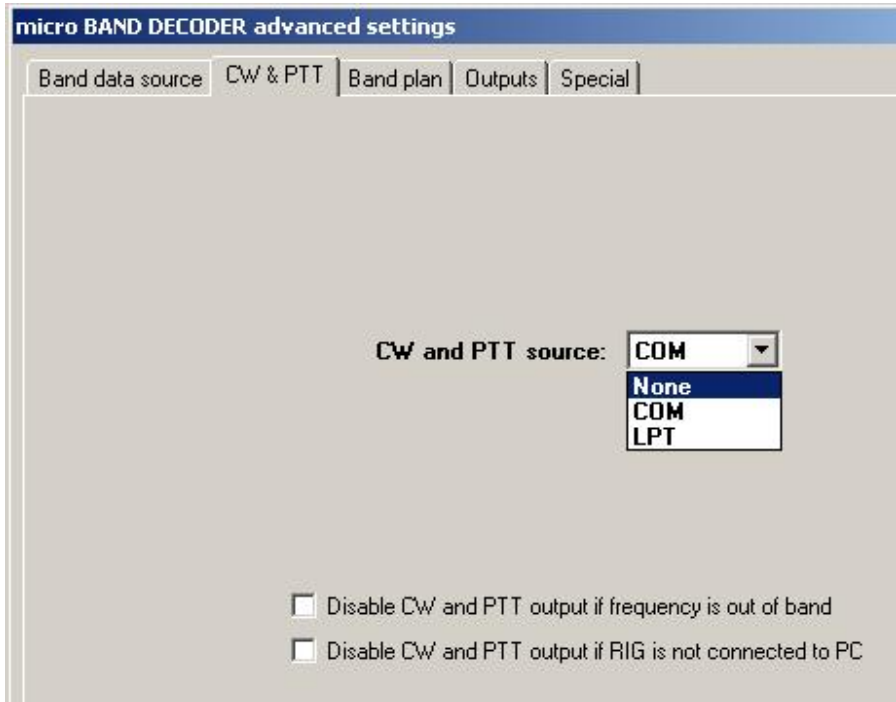 micro BAND DECODER advanced settings
Band data source CW & PTT Band plan Outputs Special
CW and PTT source: COM
None
COM
LPT
Disable CW and PTT output if frequency is out of band
Disable CW and PTT output if RIG is not connected to PC